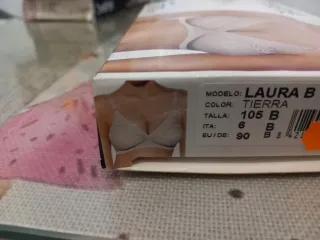 MODELO: LAURA B
COLOR: TIERRA
TALLA: 105 B
ITA: 6 B
EU/DE: 90 B